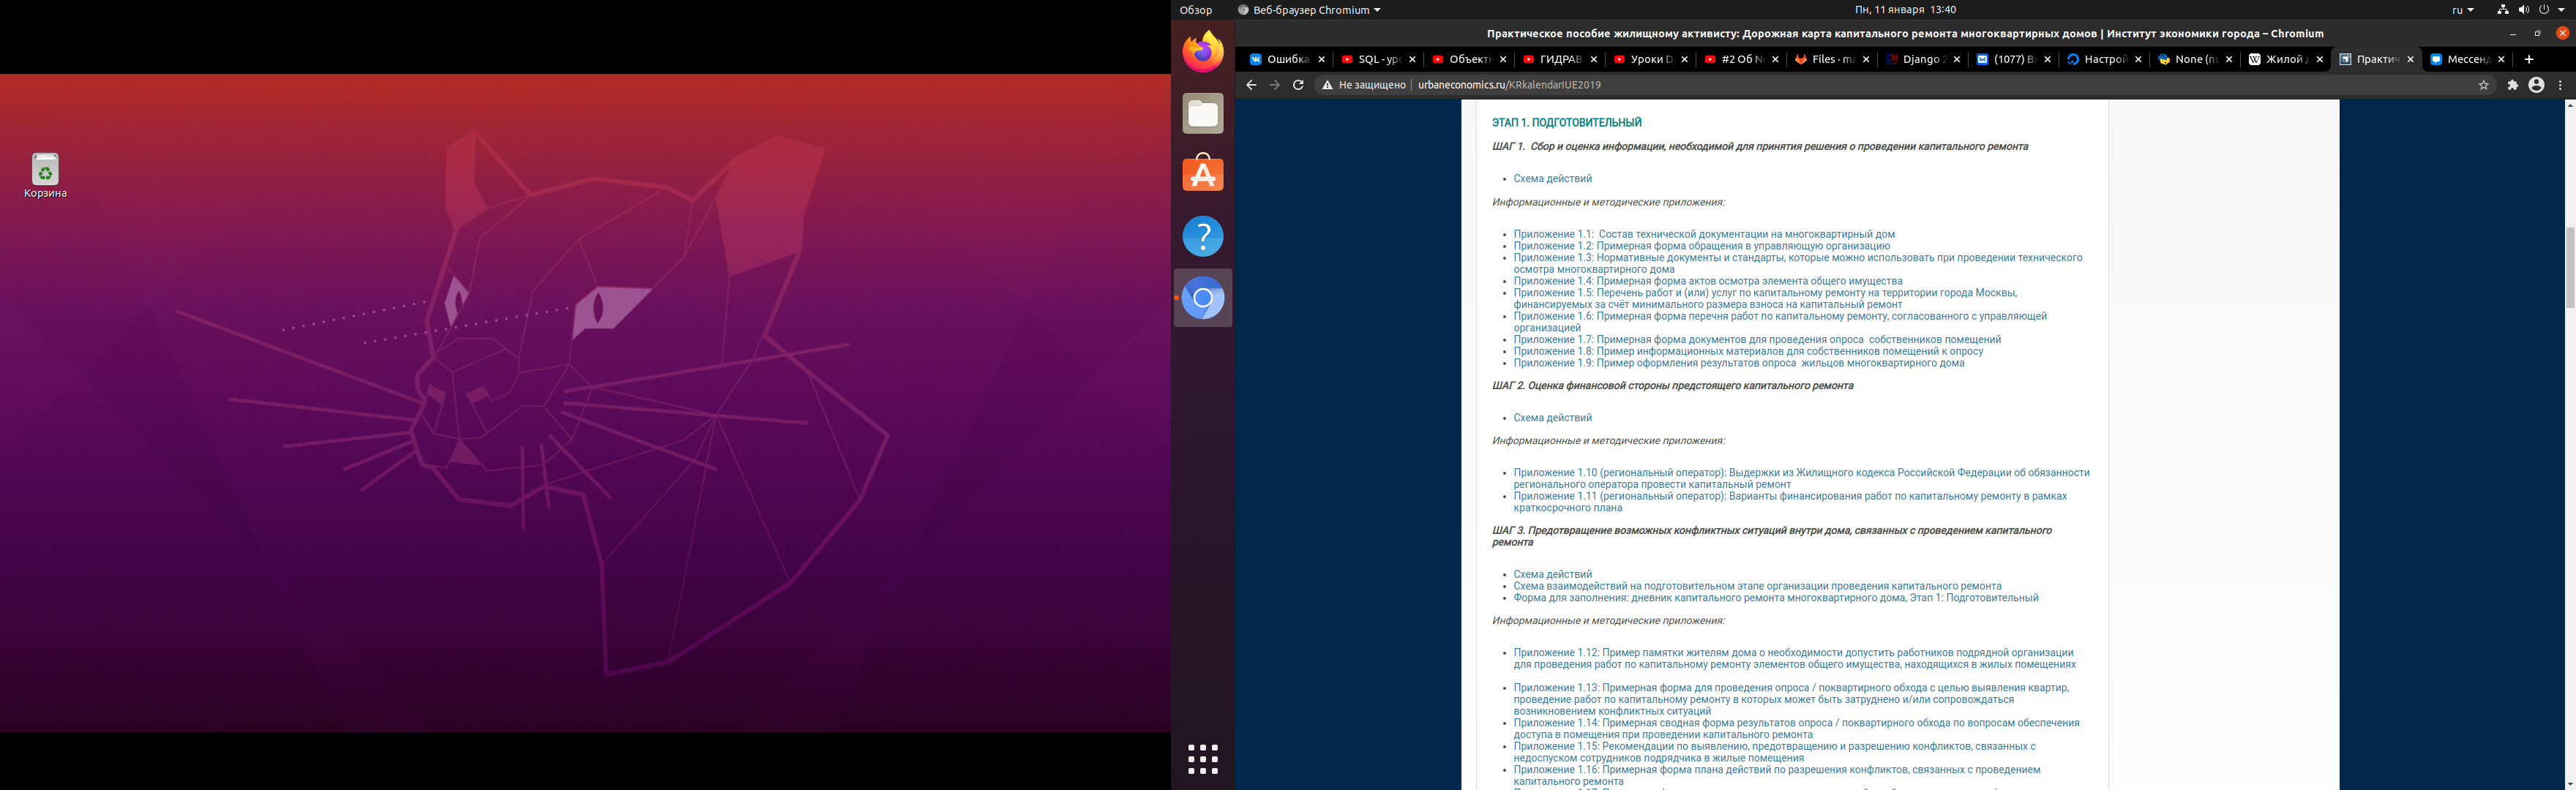 Корзина
Обзор
Веб-браузер Chromium
Пн, 11 января 13:40
ru
Практическое пособие жилищному активисту: Дорожная карта капитального ремонта многоквартирных домов | Институт экономики города – Chromium
Ошибка
SQL - уро
Объектн
ГИДРАВ
Уроки D
#2 Об N
Files · ma
Django 2
(1077) Вх
Настрой
None (nu
Жилой д
Практич
Мессенд
Не защищено
urbaneconomics.ru/KRkalendarIUE2019
ЭТАП 1. ПОДГОТОВИТЕЛЬНЫЙ
ШАГ 1. Сбор и оценка информации, необходимой для принятия решения о проведении капитального ремонта
• Схема действий
Информационные и методические приложения:
• Приложение 1.1: Состав технической документации на многоквартирный дом
• Приложение 1.2: Примерная форма обращения в управляющую организацию
• Приложение 1.3: Нормативные документы и стандарты, которые можно использовать при проведении технического
осмотра многоквартирного дома
• Приложение 1.4: Примерная форма актов осмотра элемента общего имущества
• Приложение 1.5: Перечень работ и (или) услуг по капитальному ремонту на территории города Москвы,
финансируемых за счёт минимального размера взноса на капитальный ремонт
• Приложение 1.6: Примерная форма перечня работ по капитальному ремонту, согласованного с управляющей
организацией
• Приложение 1.7: Примерная форма документов для проведения опроса собственников помещений
• Приложение 1.8: Пример информационных материалов для собственников помещений к опросу
• Приложение 1.9: Пример оформления результатов опроса жильцов многоквартирного дома
ШАГ 2. Оценка финансовой стороны предстоящего капитального ремонта
• Схема действий
Информационные и методические приложения:
• Приложение 1.10 (региональный оператор): Выдержки из Жилищного кодекса Российской Федерации об обязанности
регионального оператора провести капитальный ремонт
• Приложение 1.11 (региональный оператор): Варианты финансирования работ по капитальному ремонту в рамках
краткосрочного плана
ШАГ 3. Предотвращение возможных конфликтных ситуаций внутри дома, связанных с проведением капитального
ремонта
• Схема действий
• Схема взаимодействий на подготовительном этапе организации проведения капитального ремонта
• Форма для заполнения: дневник капитального ремонта многоквартирного дома, Этап 1: Подготовительный
Информационные и методические приложения:
• Приложение 1.12: Пример памятки жителям дома о необходимости допустить работников подрядной организации
для проведения работ по капитальному ремонту элементов общего имущества, находящихся в жилых помещениях
• Приложение 1.13: Примерная форма для проведения опроса / поквартирного обхода с целью выявления квартир,
проведение работ по капитальному ремонту в которых может быть затруднено и/или сопровождаться
возникновением конфликтных ситуаций
• Приложение 1.14: Примерная сводная форма результатов опроса / поквартирного обхода по вопросам обеспечения
доступа в помещения при проведении капитального ремонта
• Приложение 1.15: Рекомендации по выявлению, предотвращению и разрешению конфликтов, связанных с
недоспуском сотрудников подрядчика в жилые помещения
• Приложение 1.16: Примерная форма плана действий по разрешения конфликтов, связанных с проведением
капитального ремонта